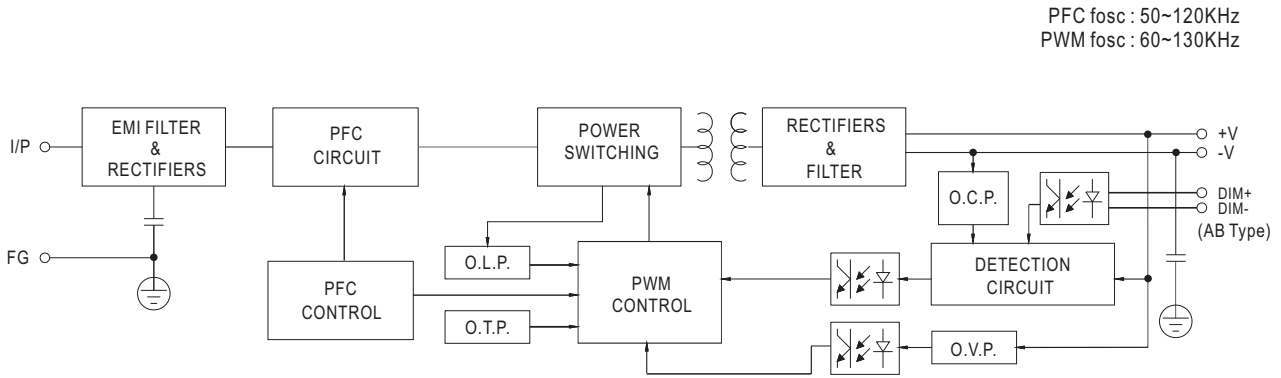 PFC fosc : 50~120KHz
PWM fosc : 60~130KHz
I/P
EMI FILTER
&
RECTIFIERS
PFC
CIRCUIT
POWER
SWITCHING
RECTIFIERS
&
FILTER
+V
-V
O.C.P.
DIM+
DIM-
(AB Type)
FG
O.L.P.
PFC
CONTROL
PWM
CONTROL
DETECTION
CIRCUIT
O.T.P.
O.V.P.